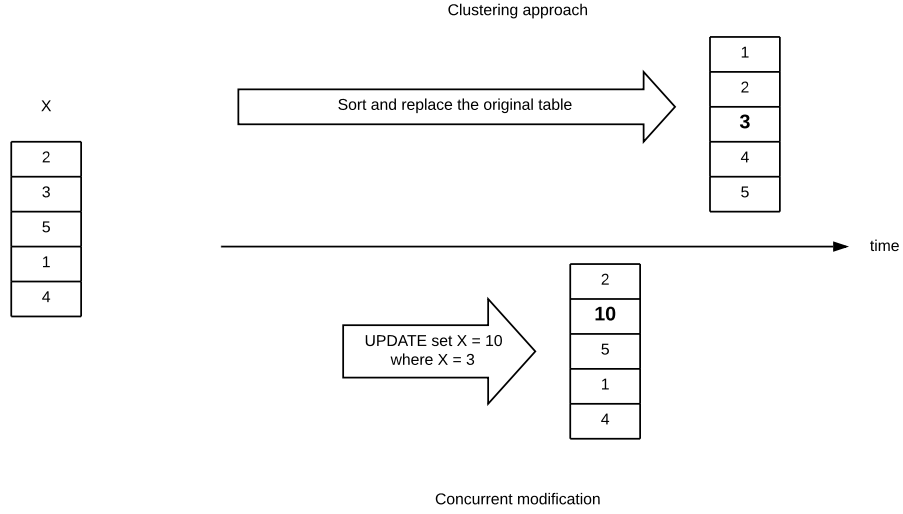 Clustering approach
X
2
3
5
1
4
Sort and replace the original table
1
2
3
4
5
time
UPDATE set X = 10
where X = 3
2
10
5
1
4
Concurrent modification